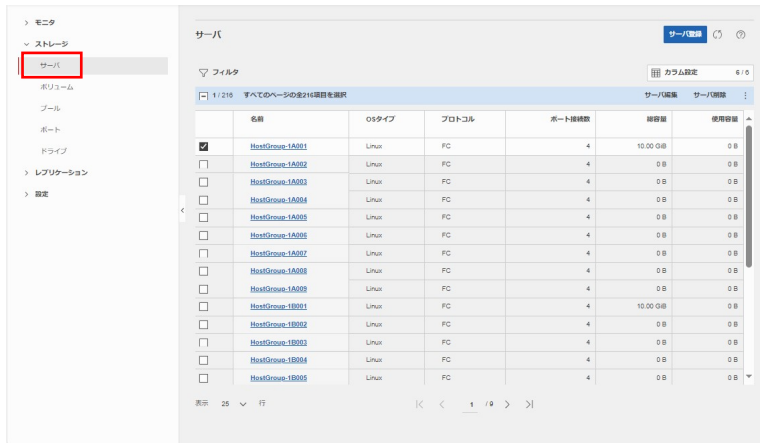 モニタ
ストレージ
サーバ
ボリューム
プール
ポート
ドライブ
レプリケーション
設定
サーバ
サーバ登録
フィルタ
カラム設定 6 / 6
1 / 216 すべてのページの全216項目を選択 サーバ編集 サーバ削除
名前 OSタイプ プロトコル ポート接続数 総容量 使用容量
HostGroup-1A001 Linux FC 4 10.00 GiB 0 B
HostGroup-1A002 Linux FC 4 0 B 0 B
HostGroup-1A003 Linux FC 4 0 B 0 B
HostGroup-1A004 Linux FC 4 0 B 0 B
HostGroup-1A005 Linux FC 4 0 B 0 B
HostGroup-1A006 Linux FC 4 0 B 0 B
HostGroup-1A007 Linux FC 4 0 B 0 B
HostGroup-1A008 Linux FC 4 0 B 0 B
HostGroup-1A009 Linux FC 4 0 B 0 B
HostGroup-1B001 Linux FC 4 10.00 GiB 0 B
HostGroup-1B002 Linux FC 4 0 B 0 B
HostGroup-1B003 Linux FC 4 0 B 0 B
HostGroup-1B004 Linux FC 4 0 B 0 B
HostGroup-1B005 Linux FC 4 0 B 0 B
表示 25 行 1 / 9